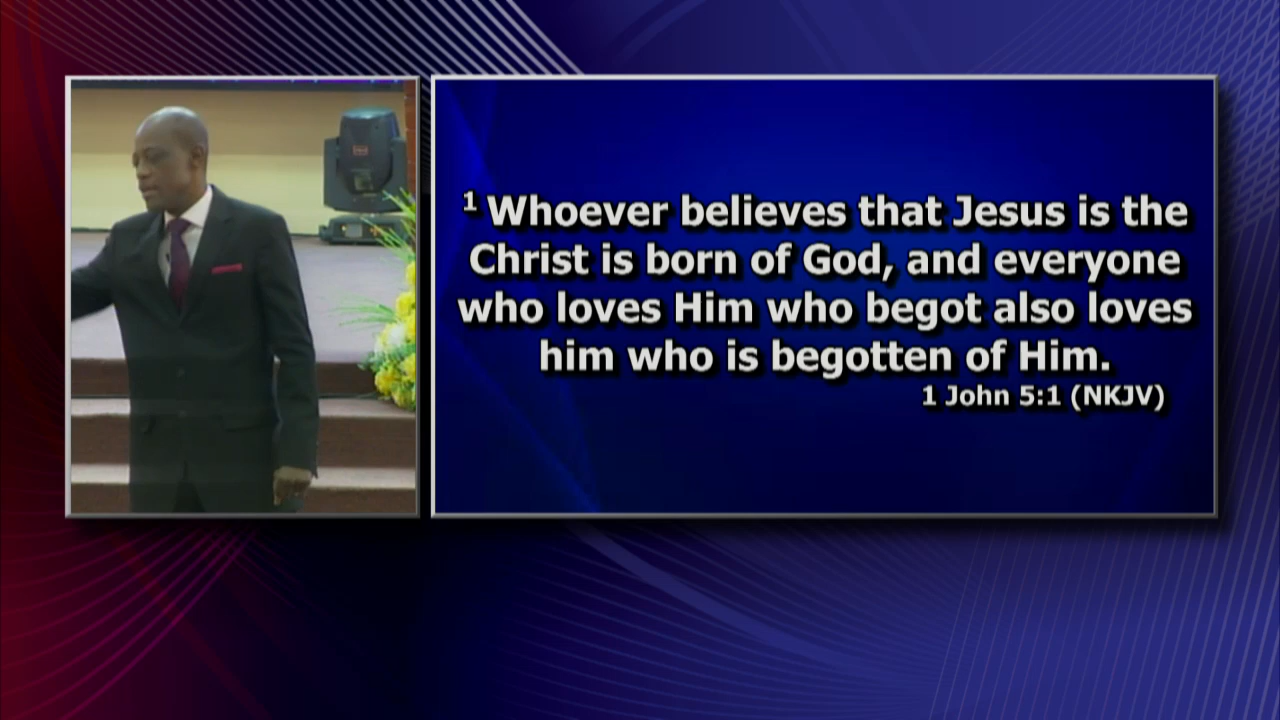 1 Whoever believes that Jesus is the
Christ is born of God, and everyone
who loves Him who begot also loves
him who is begotten of Him.
1 John 5:1 (NKJV)